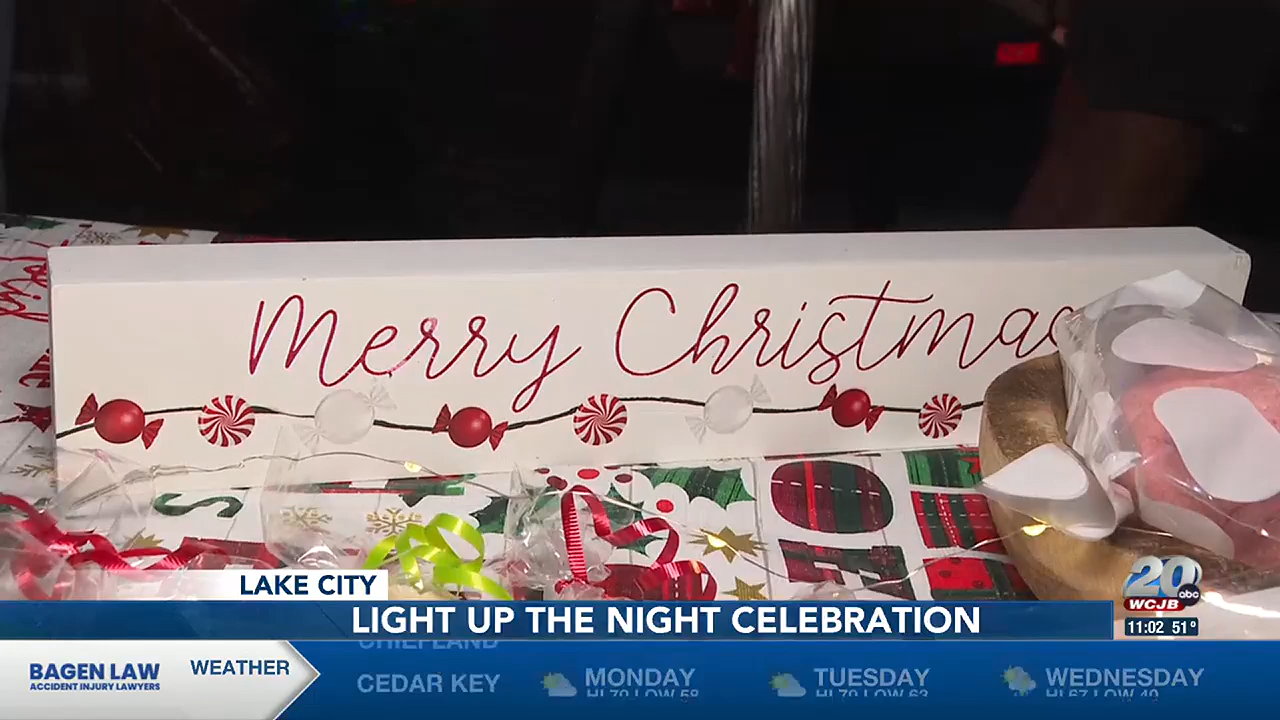 Merry Christmas
LAKE CITY
LIGHT UP THE NIGHT CELEBRATION
20
abc
WCJB
11:02 51°
BAGEN LAW
ACCIDENT INJURY LAWYERS
WEATHER
CHIEFLAND
CEDAR KEY
MONDAY
TUESDAY
WEDNESDAY